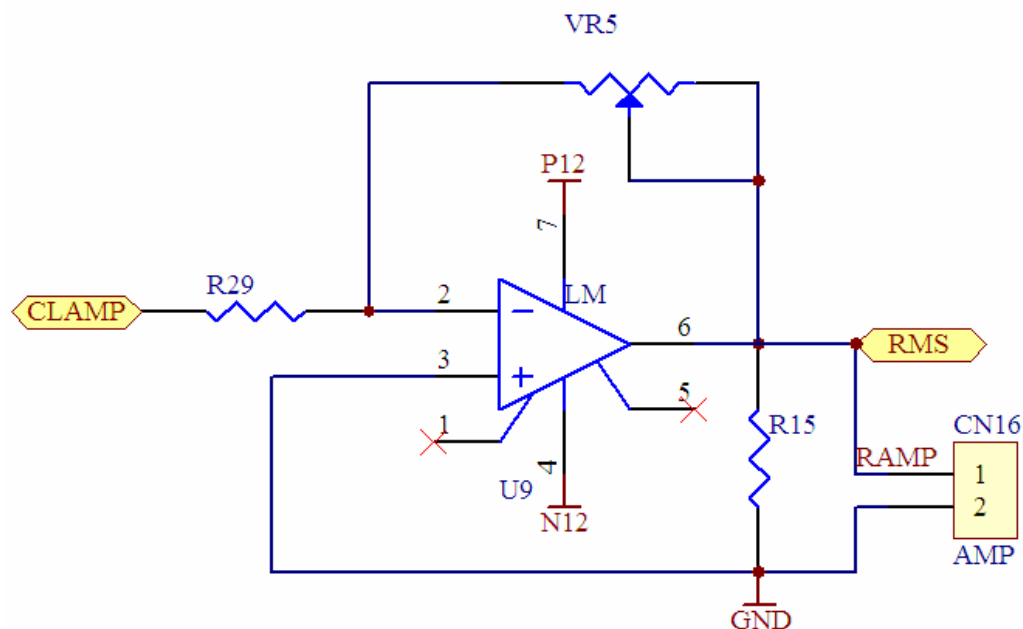 VR5
P12
7
R29
LM
CLAMP
2
6
RMS
3
5
1
R15
CN16
4
RAMP
1
U9
2
N12
AMP
GND